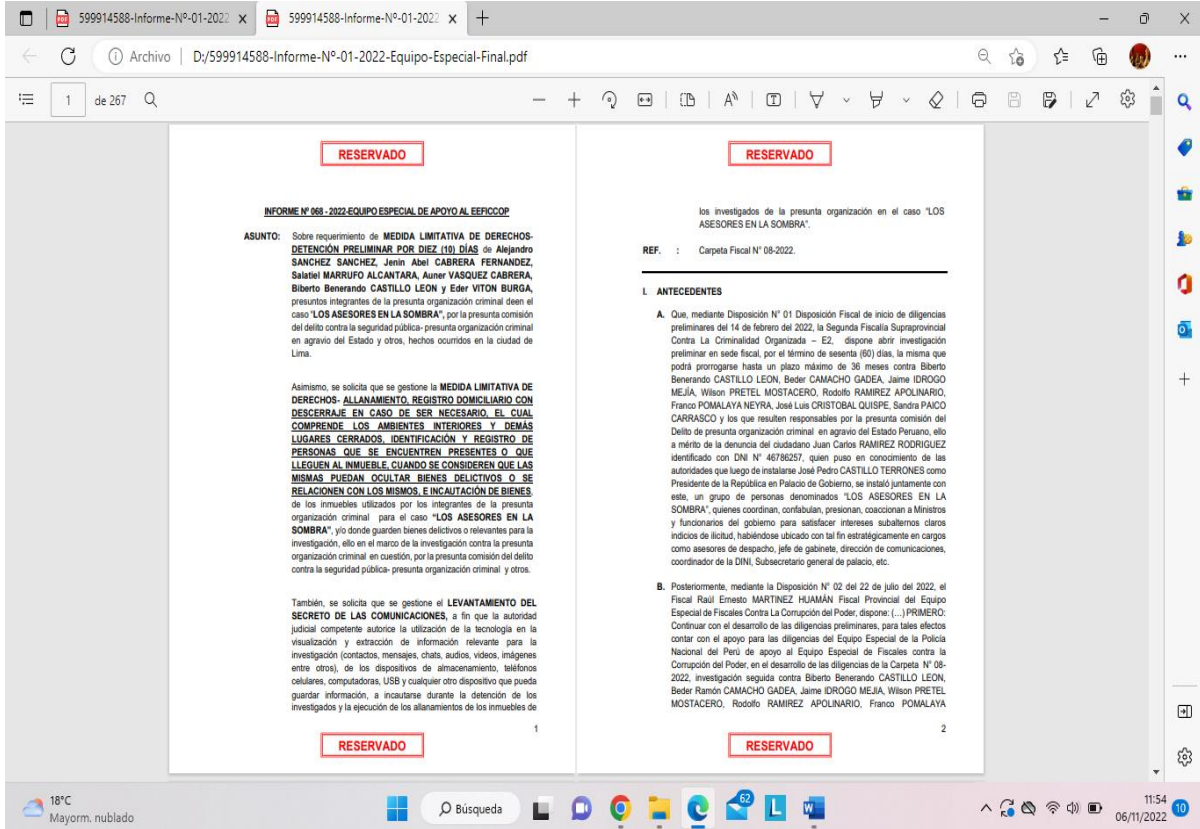 599914588-Informe-Nº-01-2022
599914588-Informe-Nº-01-2022
Archivo
D:/599914588-Informe-Nº-01-2022-Equipo-Especial-Final.pdf
1 de 267
RESERVADO
INFORME Nº 068 - 2022-EQUIPO ESPECIAL DE APOYO AL EEFICCOP
ASUNTO: Sobre requerimiento de MEDIDA LIMITATIVA DE DERECHOS-
DETENCIÓN PRELIMINAR POR DIEZ (10) DÍAS de Alejandro
SANCHEZ SANCHEZ, Jenin Abel CABRERA FERNANDEZ,
Salatiel MARRUFO ALCANTARA, Auner VASQUEZ CABRERA,
Biberto Benerando CASTILLO LEON y Eder VITON BURGA,
presuntos integrantes de la presunta organización criminal deen el
caso "LOS ASESORES EN LA SOMBRA", por la presunta comisión
del delito contra la seguridad pública- presunta organización criminal
en agravio del Estado y otros, hechos ocurridos en la ciudad de
Lima.
Asimismo, se solicita que se gestione la MEDIDA LIMITATIVA DE
DERECHOS- ALLANAMIENTO, REGISTRO DOMICILIARIO CON
DESCERRAJE EN CASO DE SER NECESARIO, EL CUAL
COMPRENDE LOS AMBIENTES INTERIORES Y DEMÁS
LUGARES CERRADOS, IDENTIFICACIÓN Y REGISTRO DE
PERSONAS QUE SE ENCUENTREN PRESENTES O QUE
LLEGUEN AL INMUEBLE, CUANDO SE CONSIDEREN QUE LAS
MISMAS PUEDAN OCULTAR BIENES DELICTIVOS O SE
RELACIONEN CON LOS MISMOS, E INCAUTACIÓN DE BIENES,
de los inmuebles utilizados por los integrantes de la presunta
organización criminal para el caso "LOS ASESORES EN LA
SOMBRA", y/o donde guarden bienes delictivos o relevantes para la
investigación, ello en el marco de la investigación contra la presunta
organización criminal en cuestión, por la presunta comisión del delito
contra la seguridad pública- presunta organización criminal y otros.
También, se solicita que se gestione el LEVANTAMIENTO DEL
SECRETO DE LAS COMUNICACIONES, a fin que la autoridad
judicial competente autorice la utilización de la tecnología en la
visualización y extracción de información relevante para la
investigación (contactos, mensajes, chats, audios, videos, imágenes
entre otros), de los dispositivos de almacenamiento, teléfonos
celulares, computadoras, USB y cualquier otro dispositivo que pueda
guardar información, a incautarse durante la detención de los
investigados y la ejecución de los allanamientos de los inmuebles de
1
RESERVADO
RESERVADO
los investigados de la presunta organización en el caso "LOS
ASESORES EN LA SOMBRA".
REF. : Carpeta Fiscal N° 08-2022.
I. ANTECEDENTES
A. Que, mediante Disposición N° 01 Disposición Fiscal de inicio de diligencias
preliminares del 14 de febrero del 2022, la Segunda Fiscalía Supraprovincial
Contra La Criminalidad Organizada – E2, dispone abrir investigación
preliminar en sede fiscal, por el término de sesenta (60) días, la misma que
podrá prorrogarse hasta un plazo máximo de 36 meses contra Biberto
Benerando CASTILLO LEON, Beder CAMACHO GADEA, Jaime IDROGO
MEJÍA, Wilson PRETEL MOSTACERO, Rodolfo RAMIREZ APOLINARIO,
Franco POMALAYA NEYRA, José Luis CRISTOBAL QUISPE, Sandra PAICO
CARRASCO y los que resulten responsables por la presunta comisión del
Delito de presunta organización criminal en agravio del Estado Peruano, ello
a mérito de la denuncia del ciudadano Juan Carlos RAMIREZ RODRIGUEZ
identificado con DNI N° 46786257, quien puso en conocimiento de las
autoridades que luego de instalarse José Pedro CASTILLO TERRONES como
Presidente de la República en Palacio de Gobierno, se instaló juntamente con
este, un grupo de personas denominados "LOS ASESORES EN LA
SOMBRA", quienes coordinan, confabulan, presionan, coaccionan a Ministros
y funcionarios del gobierno para satisfacer intereses subalternos claros
indicios de ilicitud, habiéndose ubicado con tal fin estratégicamente en cargos
como asesores de despacho, jefe de gabinete, dirección de comunicaciones,
coordinador de la DINI, Subsecretario general de palacio, etc.
B. Posteriormente, mediante la Disposición N° 02 del 22 de julio del 2022, el
Fiscal Raúl Ernesto MARTINEZ HUAMÁN Fiscal Provincial del Equipo
Especial de Fiscales Contra La Corrupción del Poder, dispone: (…) PRIMERO:
Continuar con el desarrollo de las diligencias preliminares, para tales efectos
contar con el apoyo para las diligencias del Equipo Especial de la Policía
Nacional del Perú de apoyo al Equipo Especial de Fiscales contra la
Corrupción del Poder, en el desarrollo de las diligencias de la Carpeta N° 08-
2022, investigación seguida contra Biberto Benerando CASTILLO LEON,
Beder Ramón CAMACHO GADEA, Jaime IDROGO MEJIA, Wilson PRETEL
MOSTACERO, Rodolfo RAMIREZ APOLINARIO, Franco POMALAYA
2
RESERVADO
18°C
Mayorm. nublado
Búsqueda
62
11:54
06/11/2022
10